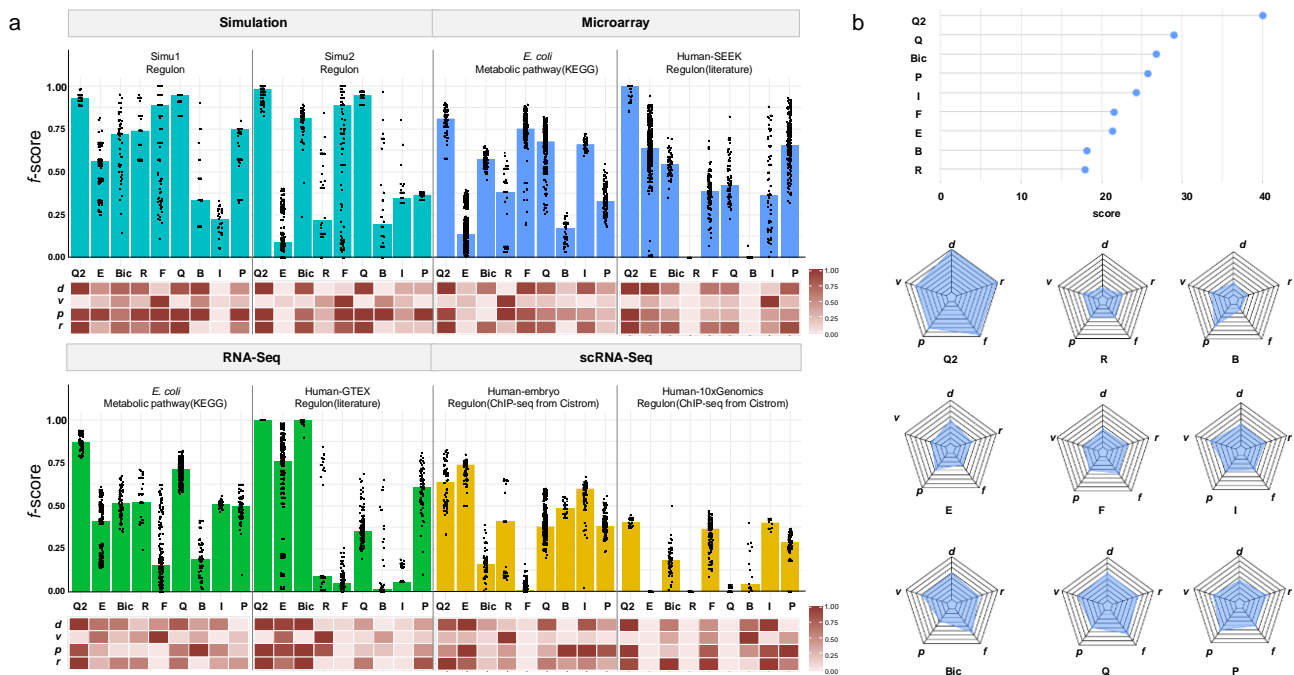 a
Simulation
Microarray
Simu1
Regulon
Simu2
Regulon
E. coli
Metabolic pathway(KEGG)
Human-SEEK
Regulon(literature)
f-score
1.00
0.75
0.50
0.25
0.00
Q2 E Bic R F Q B I P
Q2 E Bic R F Q B I P
Q2 E Bic R F Q B I P
Q2 E Bic R F Q B I P
d
v
p
r
1.00
0.75
0.50
0.25
0.00
RNA-Seq
scRNA-Seq
E. coli
Metabolic pathway(KEGG)
Human-GTEX
Regulon(literature)
Human-embryo
Regulon(ChIP-seq from Cistrom)
Human-10xGenomics
Regulon(ChIP-seq from Cistrom)
f-score
1.00
0.75
0.50
0.25
0.00
Q2 E Bic R F Q B I P
Q2 E Bic R F Q B I P
Q2 E Bic R F Q B I P
Q2 E Bic R F Q B I P
d
v
p
r
1.00
0.75
0.50
0.25
0.00
b
Q2
Q
Bic
P
I
F
E
B
R
0 10 20 30 40
score
d
v r
p f
Q2
d
v r
p f
R
d
v r
p f
B
d
v r
p f
E
d
v r
p f
F
d
v r
p f
I
d
v r
p f
Bic
d
v r
p f
Q
d
v r
p f
P